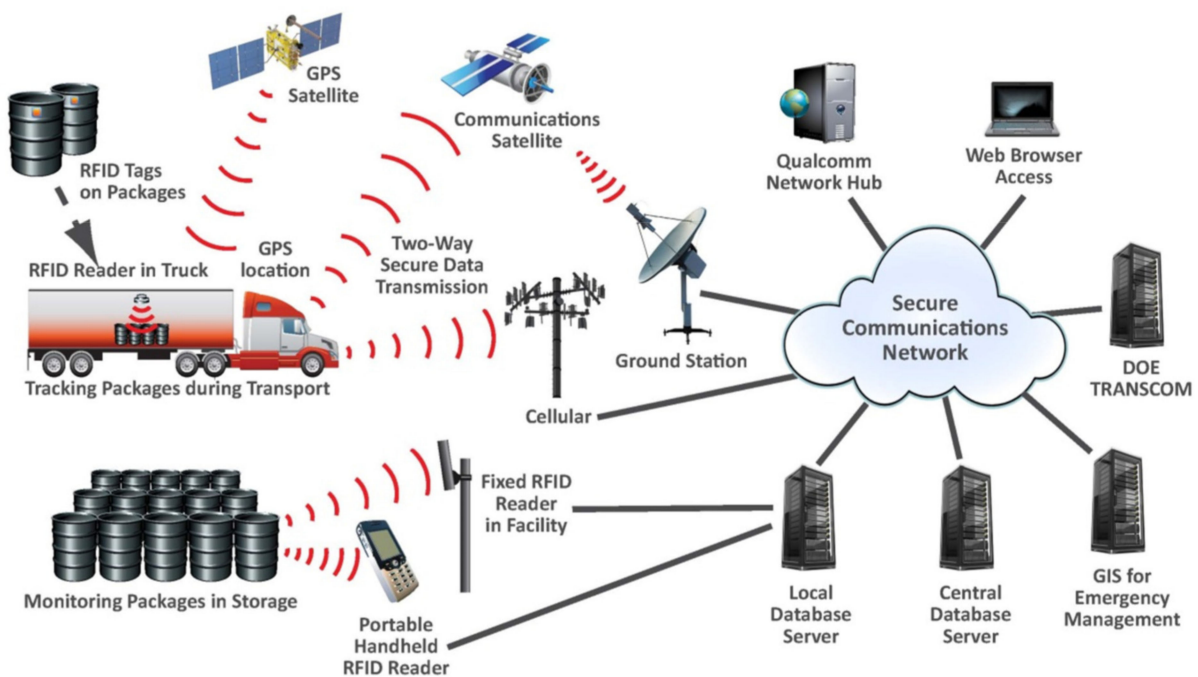 GPS
Satellite
Communications
Satellite
RFID Tags
on Packages
Qualcomm
Network Hub
Web Browser
Access
RFID Reader in Truck
GPS
location
Two-Way
Secure Data
Transmission
Secure
Communications
Network
Ground Station
DOE
TRANSCOM
Tracking Packages during Transport
Cellular
Fixed RFID
Reader
in Facility
Monitoring Packages in Storage
Portable
Handheld
RFID Reader
Local
Database
Server
Central
Database
Server
GIS for
Emergency
Management